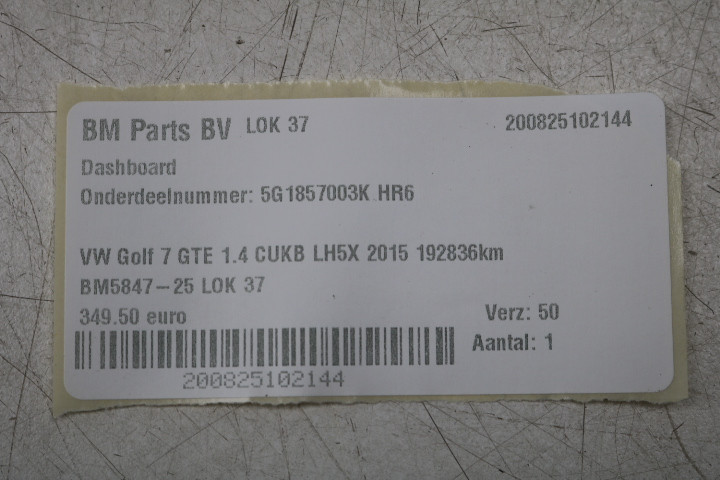 BM Parts BV LOK 37 200825102144
Dashboard
Onderdeelnummer: 5G1857003K HR6
VW Golf 7 GTE 1.4 CUKB LH5X 2015 192836km
BM5847-25 LOK 37
349.50 euro Verz: 50
Aantal: 1
200825102144